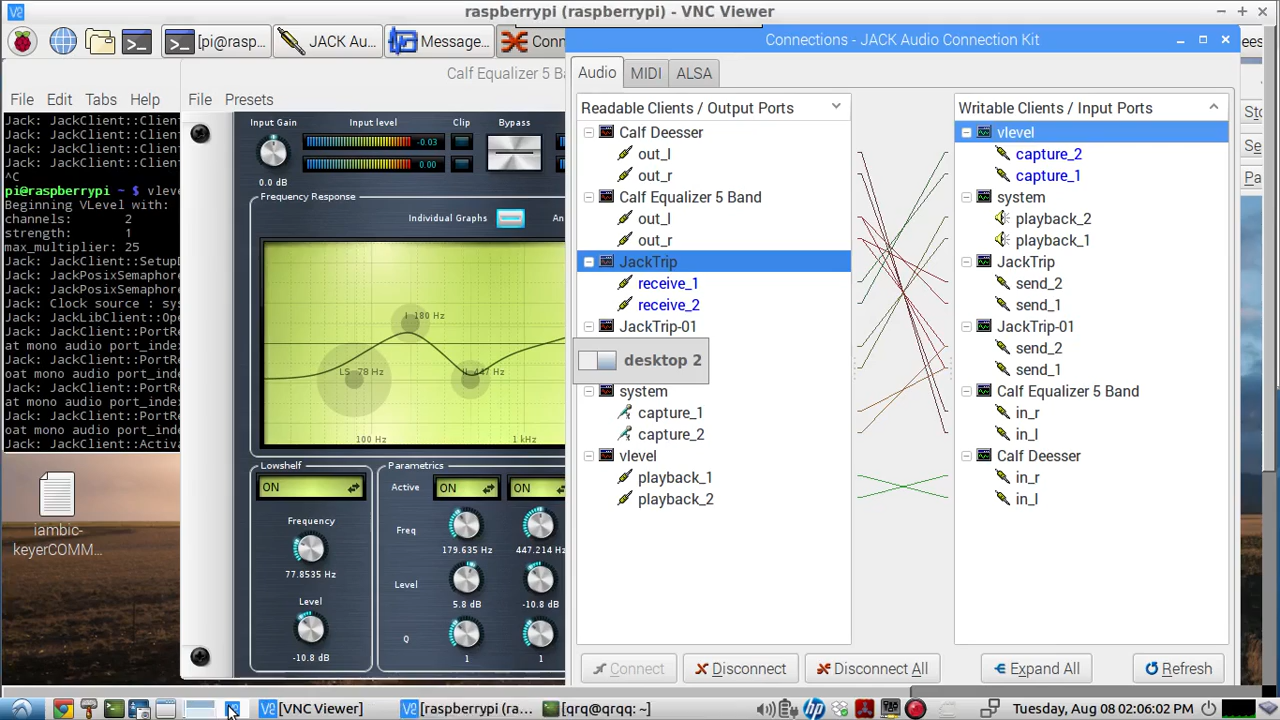 raspberrypi (raspberrypi) - VNC Viewer
[pi@rasp...
JACK Au...
Message...
Conn
Connections - JACK Audio Connection Kit
File Edit Tabs Help
Jack: JackClient::Clien
Jack: JackClient::Clien
Jack: JackClient::Clien
Jack: JackClient::Clien
^C
pi@raspberrypi ~ $ vleve
Beginning VLevel with:
channels: 2
strength: 1
max_multiplier: 25
Jack: JackClient::SetupD
Jack: JackPosixSemaphore
Jack: JackPosixSemaphore
Jack: Clock source : sys
Jack: JackLibClient::Ope
Jack: JackClient::PortRe
at mono audio port_index
Jack: JackClient::PortRe
oat mono audio port_inde
Jack: JackClient::PortRe
at mono audio port_index
Jack: JackClient::PortRe
oat mono audio port_inde
Jack: JackClient::Activa
iambic-
keyerCOMM...
Calf Equalizer 5 Ba
File Presets
Input Gain
Input level
Clip
Bypass
-0.03
0.00
0.0 dB
Frequency Response
Individual Graphs
An
I 180 Hz
LS 78 Hz
II 447 Hz
100 Hz
1 kHz
Lowshelf
ON
Frequency
77.8535 Hz
Level
-10.8 dB
Parametrics
Active ON ON
Freq
179.635 Hz 447.214 Hz
Level
5.8 dB -10.8 dB
Q
1 1
Audio MIDI ALSA
Readable Clients / Output Ports
Calf Deesser
out_l
out_r
Calf Equalizer 5 Band
out_l
out_r
JackTrip
receive_1
receive_2
JackTrip-01
desktop 2
system
capture_1
capture_2
vlevel
playback_1
playback_2
Writable Clients / Input Ports
vlevel
capture_2
capture_1
system
playback_2
playback_1
JackTrip
send_2
send_1
JackTrip-01
send_2
send_1
Calf Equalizer 5 Band
in_r
in_l
Calf Deesser
in_r
in_l
Connect Disconnect Disconnect All Expand All Refresh
ees
Sto
Se
Pa
[VNC Viewer]
[raspberrypi (ra...
[qrq@qrqq: ~]
Tuesday, Aug 08 02:06:02 PM